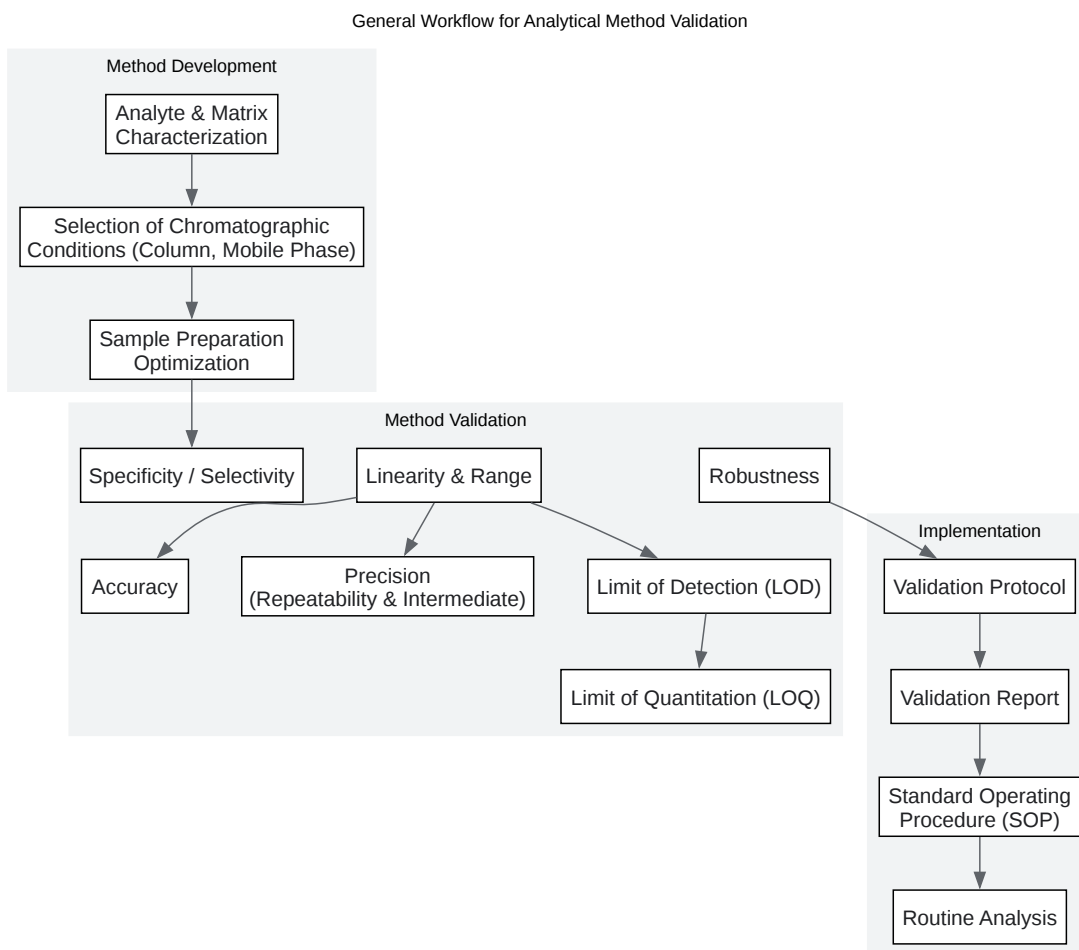 General Workflow for Analytical Method Validation
Method Development
Analyte & Matrix
Characterization
Selection of Chromatographic
Conditions (Column, Mobile Phase)
Sample Preparation
Optimization
Method Validation
Specificity / Selectivity
Linearity & Range
Robustness
Accuracy
Precision
(Repeatability & Intermediate)
Limit of Detection (LOD)
Limit of Quantitation (LOQ)
Implementation
Validation Protocol
Validation Report
Standard Operating
Procedure (SOP)
Routine Analysis